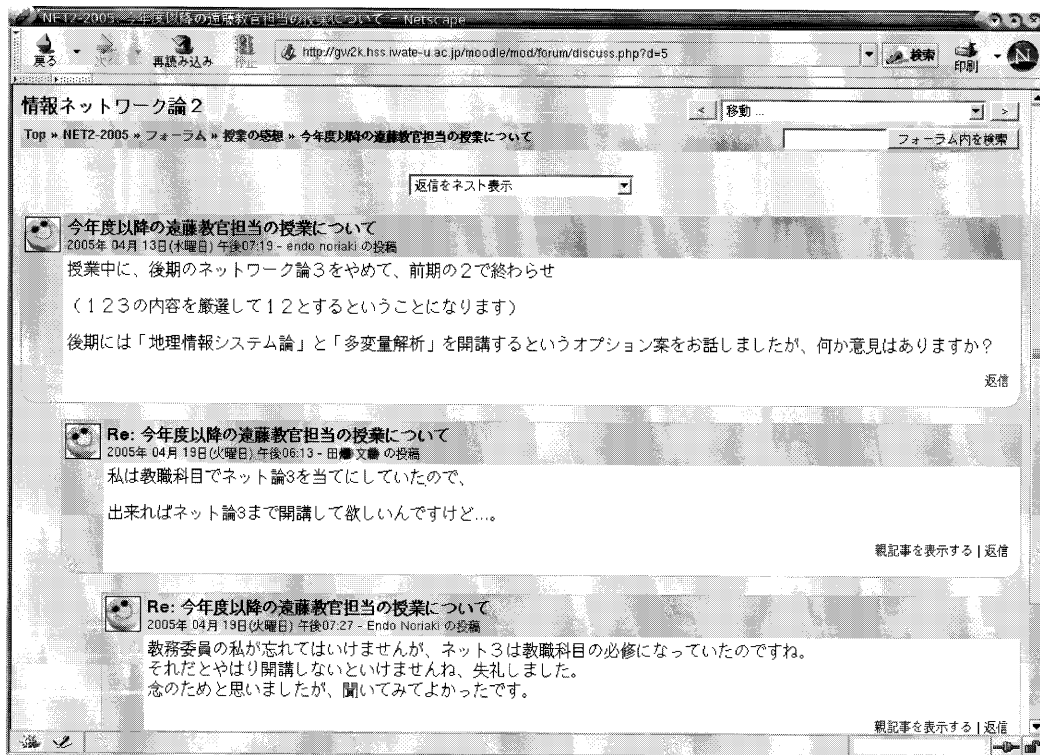 NET2-2005: 今年度以降の遠藤教官担当の授業について - Netscape
戻る 再読み込み 停止 http://gw2k.hss.iwate-u.ac.jp/moodle/mod/forum/discuss.php?d=5 検索 印刷 N
情報ネットワーク論２ < 移動 ... >
Top » NET2-2005 » フォーラム » 授業の感想 » 今年度以降の遠藤教官担当の授業について フォーラム内を検索
返信をネスト表示
今年度以降の遠藤教官担当の授業について
2005年 04月 13日(水曜日) 午後07:19 - endo noriaki の投稿
授業中に、後期のネットワーク論３をやめて、前期の２で終わらせ
（１２３の内容を厳選して１２とするということになります）
後期には「地理情報システム論」と「多変量解析」を開講するというオプション案をお話しましたが、何か意見はありますか？
返信
Re: 今年度以降の遠藤教官担当の授業について
2005年 04月 19日(火曜日) 午後06:13 - 田 文 の投稿
私は教職科目でネット論3を当てにしていたので、
出来ればネット論3まで開講して欲しいんですけど...。
親記事を表示する | 返信
Re: 今年度以降の遠藤教官担当の授業について
2005年 04月 19日(火曜日) 午後07:27 - Endo Noriaki の投稿
教務委員の私が忘れてはいけませんが、ネット３は教職科目の必修になっていたのですね。
それだとやはり開講しないといけませんね、失礼しました。
念のためと思いましたが、聞いてみてよかったです。
親記事を表示する | 返信